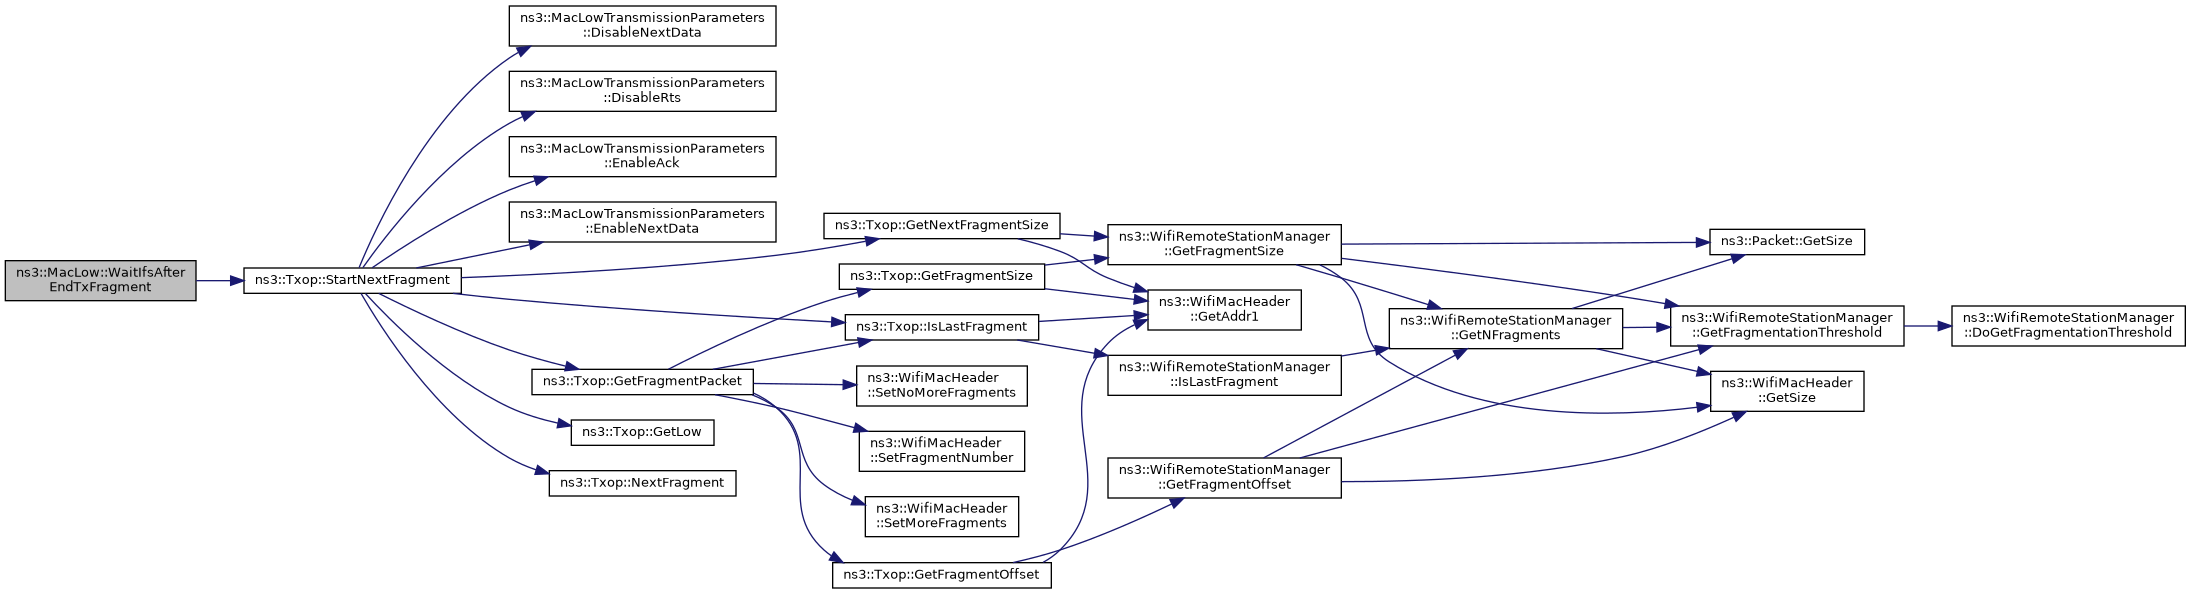 ns3::MacLow::WaitIfsAfter
EndTxFragment
ns3::Txop::StartNextFragment
ns3::MacLowTransmissionParameters
::DisableNextData
ns3::MacLowTransmissionParameters
::DisableRts
ns3::MacLowTransmissionParameters
::EnableAck
ns3::MacLowTransmissionParameters
::EnableNextData
ns3::Txop::GetFragmentPacket
ns3::Txop::GetLow
ns3::Txop::NextFragment
ns3::Txop::GetNextFragmentSize
ns3::Txop::GetFragmentSize
ns3::Txop::IsLastFragment
ns3::WifiMacHeader
::SetNoMoreFragments
ns3::WifiMacHeader
::SetFragmentNumber
ns3::WifiMacHeader
::SetMoreFragments
ns3::Txop::GetFragmentOffset
ns3::WifiRemoteStationManager
::GetFragmentSize
ns3::WifiMacHeader
::GetAddr1
ns3::WifiRemoteStationManager
::IsLastFragment
ns3::WifiRemoteStationManager
::GetFragmentOffset
ns3::WifiRemoteStationManager
::GetNFragments
ns3::Packet::GetSize
ns3::WifiRemoteStationManager
::GetFragmentationThreshold
ns3::WifiMacHeader
::GetSize
ns3::WifiRemoteStationManager
::DoGetFragmentationThreshold